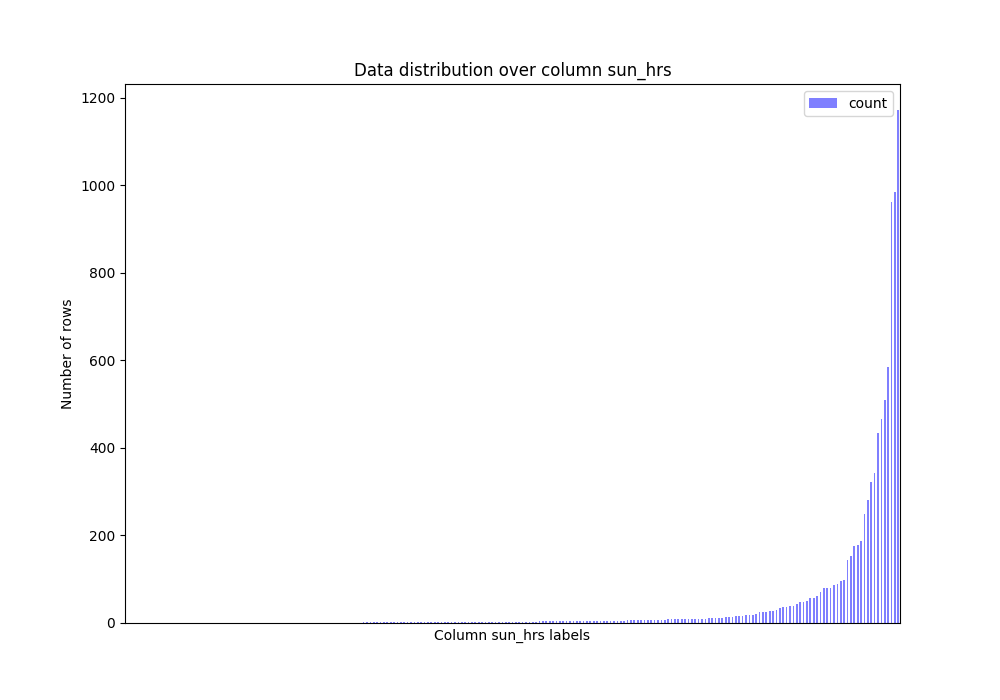 Data distribution over column sun_hrs
count
1200
1000
800
600
400
200
0
Number of rows
Column sun_hrs labels